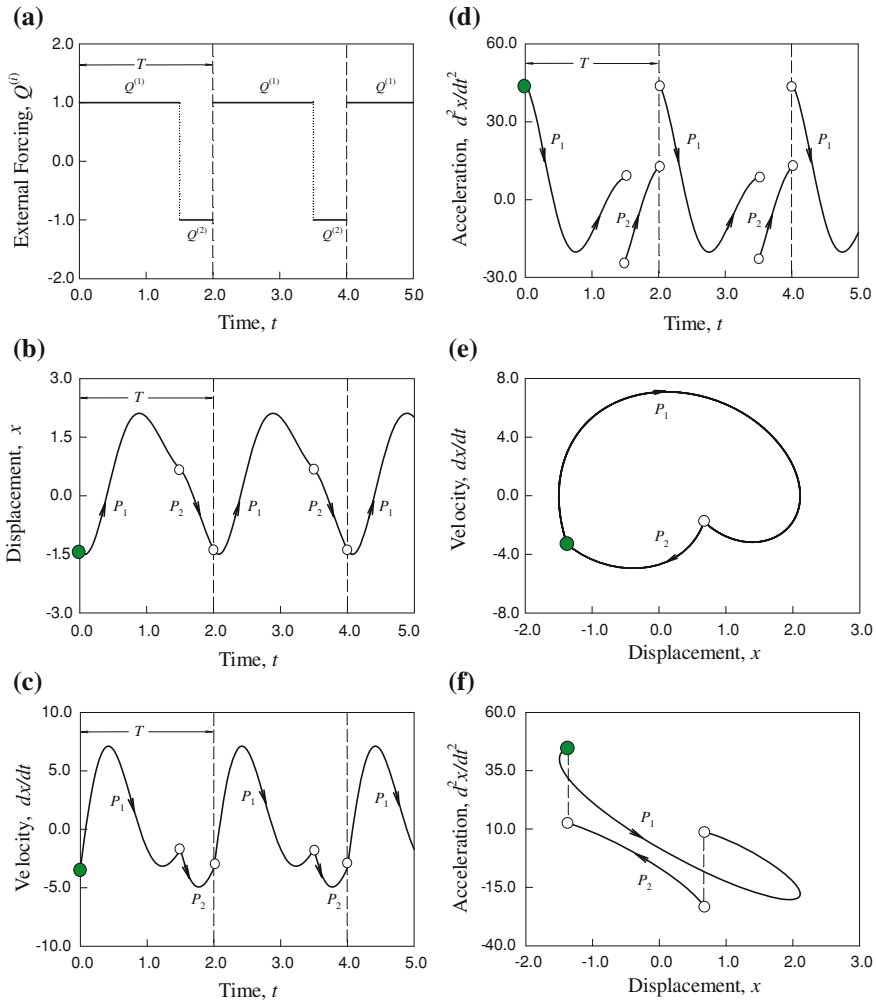 (a)
External Forcing, Q⁽ⁱ⁾
2.0
1.0
0.0
-1.0
-2.0
T
Q⁽¹⁾
Q⁽¹⁾
Q⁽¹⁾
Q⁽²⁾
Q⁽²⁾
0.0 1.0 2.0 3.0 4.0 5.0
Time, t
(b)
Displacement, x
3.0
1.5
0.0
-1.5
-3.0
T
P₁
P₂
P₁
P₂
P₁
0.0 1.0 2.0 3.0 4.0 5.0
Time, t
(c)
Velocity, dx/dt
10.0
5.0
0.0
-5.0
-10.0
T
P₁
P₂
P₁
P₂
P₁
0.0 1.0 2.0 3.0 4.0 5.0
Time, t
(d)
Acceleration, d²x/dt²
60.0
30.0
0.0
-30.0
T
P₁
P₂
P₁
P₂
P₁
0.0 1.0 2.0 3.0 4.0 5.0
Time, t
(e)
Velocity, dx/dt
8.0
4.0
0.0
-4.0
-8.0
P₁
P₂
-2.0 -1.0 0.0 1.0 2.0 3.0
Displacement, x
(f)
Acceleration, d²x/dt²
60.0
35.0
10.0
-15.0
-40.0
P₁
P₂
-2.0 -1.0 0.0 1.0 2.0 3.0
Displacement, x